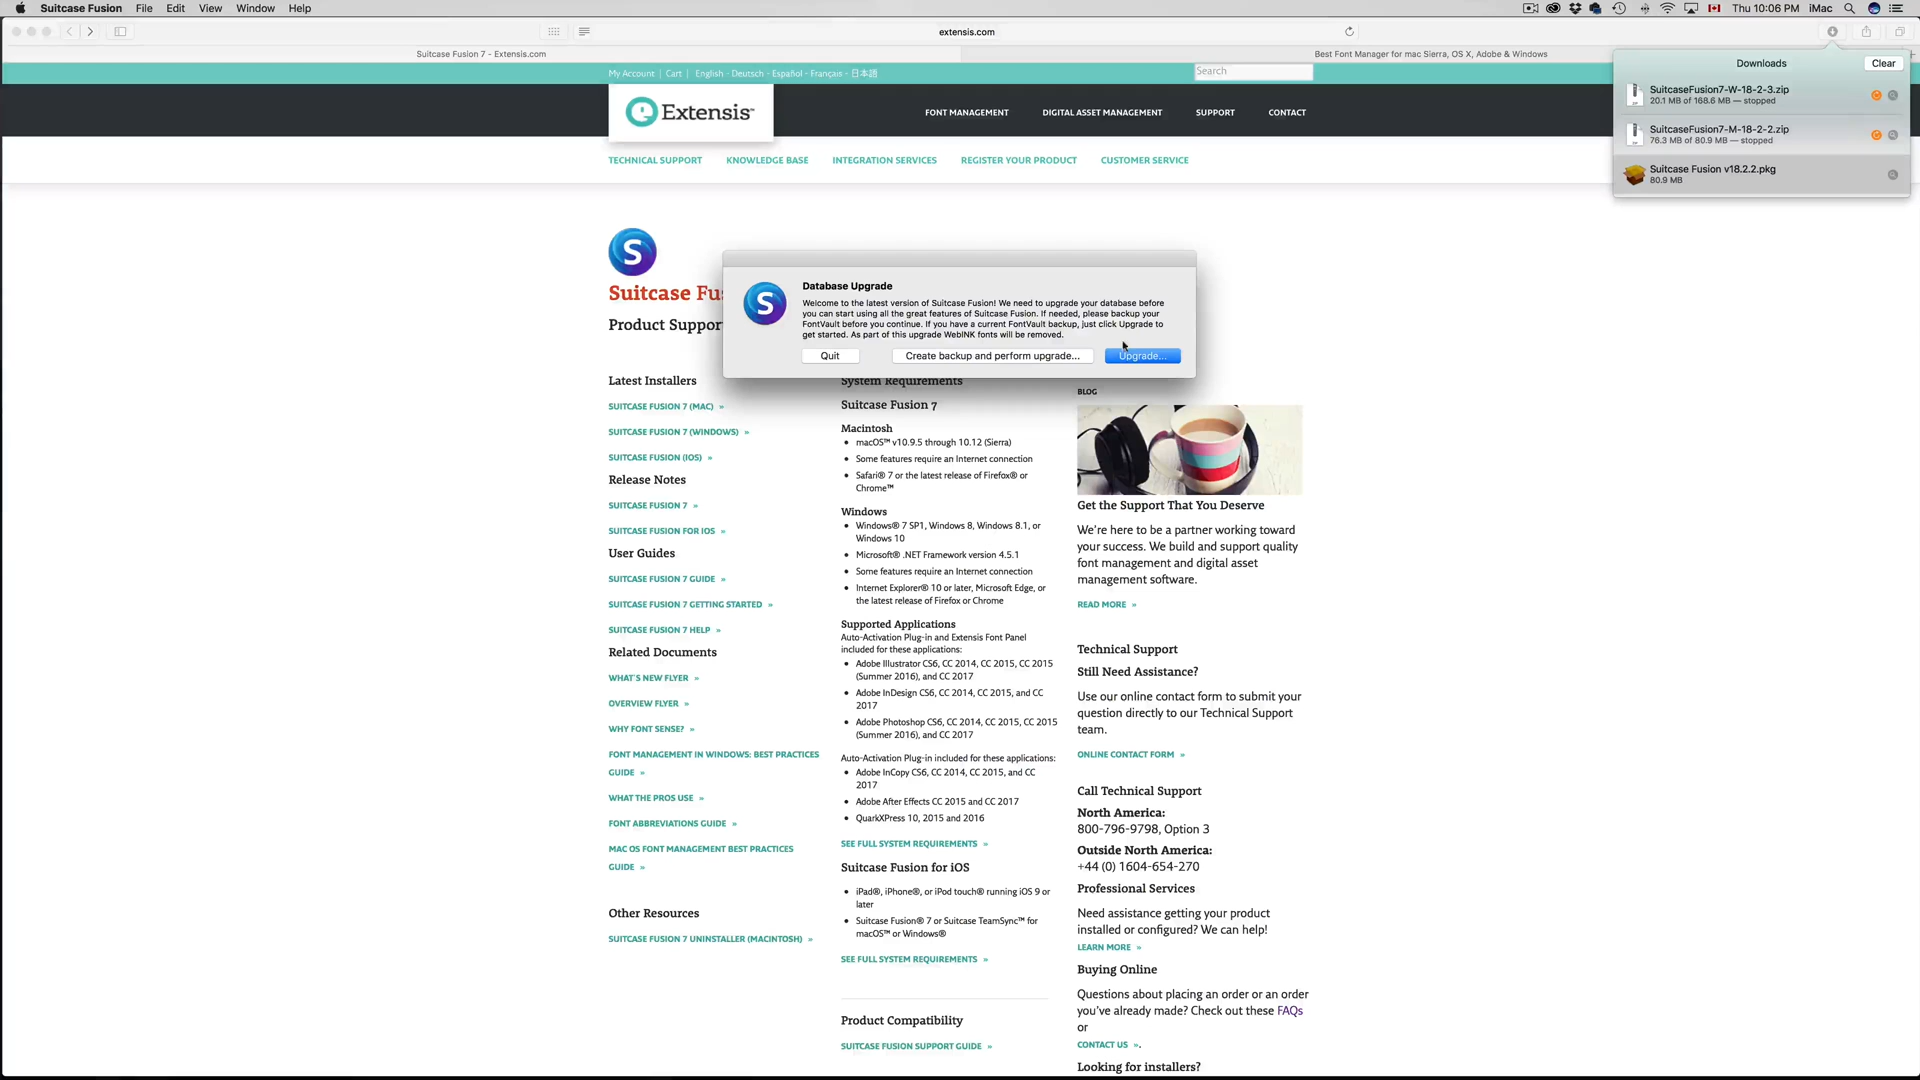 Suitcase Fusion File Edit View Window Help
Thu 10:06 PM iMac
extensis.com
Suitcase Fusion 7 - Extensis.com
Best Font Manager for mac Sierra, OS X, Adobe & Windows
My Account | Cart | English - Deutsch - Español - Français - 日本語
Search
Extensis™
FONT MANAGEMENT DIGITAL ASSET MANAGEMENT SUPPORT CONTACT
TECHNICAL SUPPORT KNOWLEDGE BASE INTEGRATION SERVICES REGISTER YOUR PRODUCT CUSTOMER SERVICE
Downloads
Clear
SuitcaseFusion7-W-18-2-3.zip
20.1 MB of 168.6 MB — stopped
SuitcaseFusion7-M-18-2-2.zip
76.3 MB of 80.9 MB — stopped
Suitcase Fusion v18.2.2.pkg
80.9 MB
S
Suitcase Fus
Product Suppor
S
Database Upgrade
Welcome to the latest version of Suitcase Fusion! We need to upgrade your database before
you can start using all the great features of Suitcase Fusion. If needed, please backup your
FontVault before you continue. If you have a current FontVault backup, just click Upgrade to
get started. As part of this upgrade WebINK fonts will be removed.
Quit
Create backup and perform upgrade...
Upgrade...
Latest Installers
SUITCASE FUSION 7 (MAC) »
SUITCASE FUSION 7 (WINDOWS) »
SUITCASE FUSION (IOS) »
Release Notes
SUITCASE FUSION 7 »
SUITCASE FUSION FOR IOS »
User Guides
SUITCASE FUSION 7 GUIDE »
SUITCASE FUSION 7 GETTING STARTED »
SUITCASE FUSION 7 HELP »
Related Documents
WHAT'S NEW FLYER »
OVERVIEW FLYER »
WHY FONT SENSE? »
FONT MANAGEMENT IN WINDOWS: BEST PRACTICES
GUIDE »
WHAT THE PROS USE »
FONT ABBREVIATIONS GUIDE »
MAC OS FONT MANAGEMENT BEST PRACTICES
GUIDE »
Other Resources
SUITCASE FUSION 7 UNINSTALLER (MACINTOSH) »
System Requirements
Suitcase Fusion 7
Macintosh
• macOS™ v10.9.5 through 10.12 (Sierra)
• Some features require an Internet connection
• Safari® 7 or the latest release of Firefox® or
Chrome™
Windows
• Windows® 7 SP1, Windows 8, Windows 8.1, or
Windows 10
• Microsoft® .NET Framework version 4.5.1
• Some features require an Internet connection
• Internet Explorer® 10 or later, Microsoft Edge, or
the latest release of Firefox or Chrome
Supported Applications
Auto-Activation Plug-in and Extensis Font Panel
included for these applications:
• Adobe Illustrator CS6, CC 2014, CC 2015, CC 2015
(Summer 2016), and CC 2017
• Adobe InDesign CS6, CC 2014, CC 2015, and CC
2017
• Adobe Photoshop CS6, CC 2014, CC 2015, CC 2015
(Summer 2016), and CC 2017
Auto-Activation Plug-in included for these applications:
• Adobe InCopy CS6, CC 2014, CC 2015, and CC
2017
• Adobe After Effects CC 2015 and CC 2017
• QuarkXPress 10, 2015 and 2016
SEE FULL SYSTEM REQUIREMENTS »
Suitcase Fusion for iOS
• iPad®, iPhone®, or iPod touch® running iOS 9 or
later
• Suitcase Fusion® 7 or Suitcase TeamSync™ for
macOS™ or Windows®
SEE FULL SYSTEM REQUIREMENTS »
Product Compatibility
SUITCASE FUSION SUPPORT GUIDE »
BLOG
Get the Support That You Deserve
We're here to be a partner working toward
your success. We build and support quality
font management and digital asset
management software.
READ MORE »
Technical Support
Still Need Assistance?
Use our online contact form to submit your
question directly to our Technical Support
team.
ONLINE CONTACT FORM »
Call Technical Support
North America:
800-796-9798, Option 3
Outside North America:
+44 (0) 1604-654-270
Professional Services
Need assistance getting your product
installed or configured? We can help!
LEARN MORE »
Buying Online
Questions about placing an order or an order
you've already made? Check out these FAQs
or
CONTACT US ».
Looking for installers?